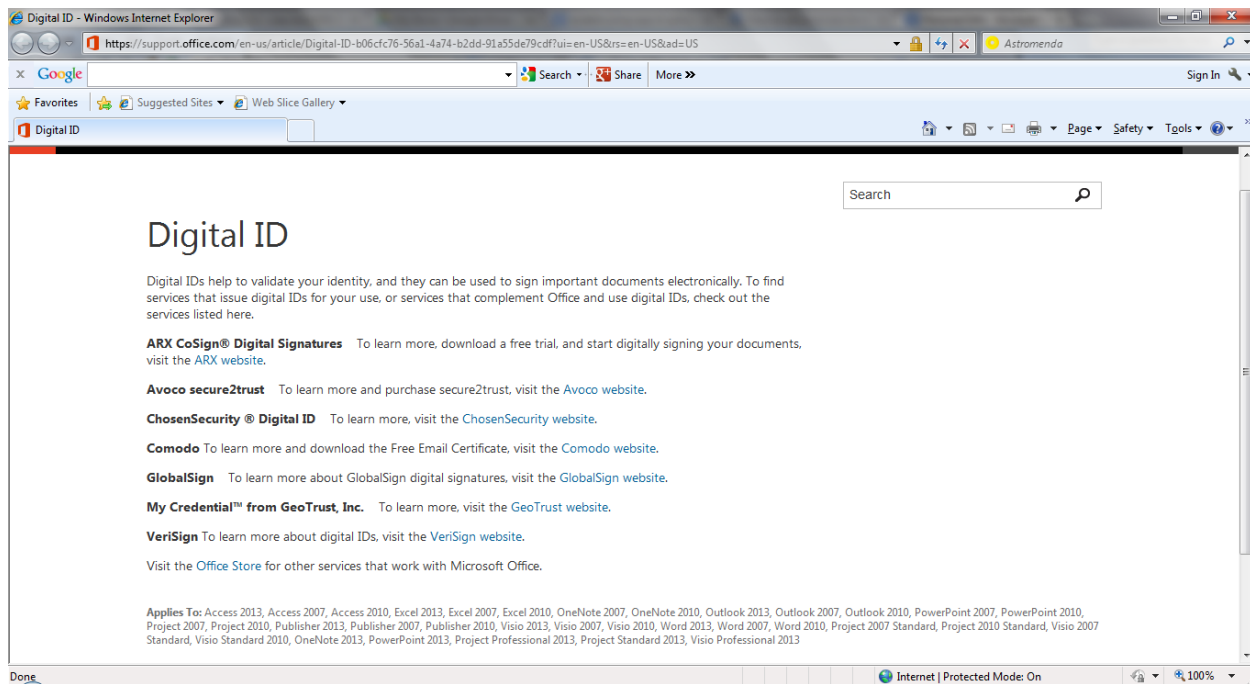 Digital ID - Windows Internet Explorer
https://support.office.com/en-us/article/Digital-ID-b06cfc76-56a1-4a74-b2dd-91a55de79cdf?ui=en-US&rs=en-US&ad=US
Astromenda
x Google
Search
Share
More »
Sign In
Favorites
Suggested Sites
Web Slice Gallery
Digital ID
Page
Safety
Tools
Search
Digital ID
Digital IDs help to validate your identity, and they can be used to sign important documents electronically. To find
services that issue digital IDs for your use, or services that complement Office and use digital IDs, check out the
services listed here.
ARX CoSign® Digital Signatures To learn more, download a free trial, and start digitally signing your documents,
visit the ARX website.
Avoco secure2trust To learn more and purchase secure2trust, visit the Avoco website.
ChosenSecurity ® Digital ID To learn more, visit the ChosenSecurity website.
Comodo To learn more and download the Free Email Certificate, visit the Comodo website.
GlobalSign To learn more about GlobalSign digital signatures, visit the GlobalSign website.
My Credential™ from GeoTrust, Inc. To learn more, visit the GeoTrust website.
VeriSign To learn more about digital IDs, visit the VeriSign website.
Visit the Office Store for other services that work with Microsoft Office.
Applies To: Access 2013, Access 2007, Access 2010, Excel 2013, Excel 2007, Excel 2010, OneNote 2007, OneNote 2010, Outlook 2013, Outlook 2007, Outlook 2010, PowerPoint 2007, PowerPoint 2010,
Project 2007, Project 2010, Publisher 2013, Publisher 2007, Publisher 2010, Visio 2013, Visio 2007, Visio 2010, Word 2013, Word 2007, Word 2010, Project 2007 Standard, Project 2010 Standard, Visio 2007
Standard, Visio Standard 2010, OneNote 2013, PowerPoint 2013, Project Professional 2013, Project Standard 2013, Visio Professional 2013
Done
Internet | Protected Mode: On
100%